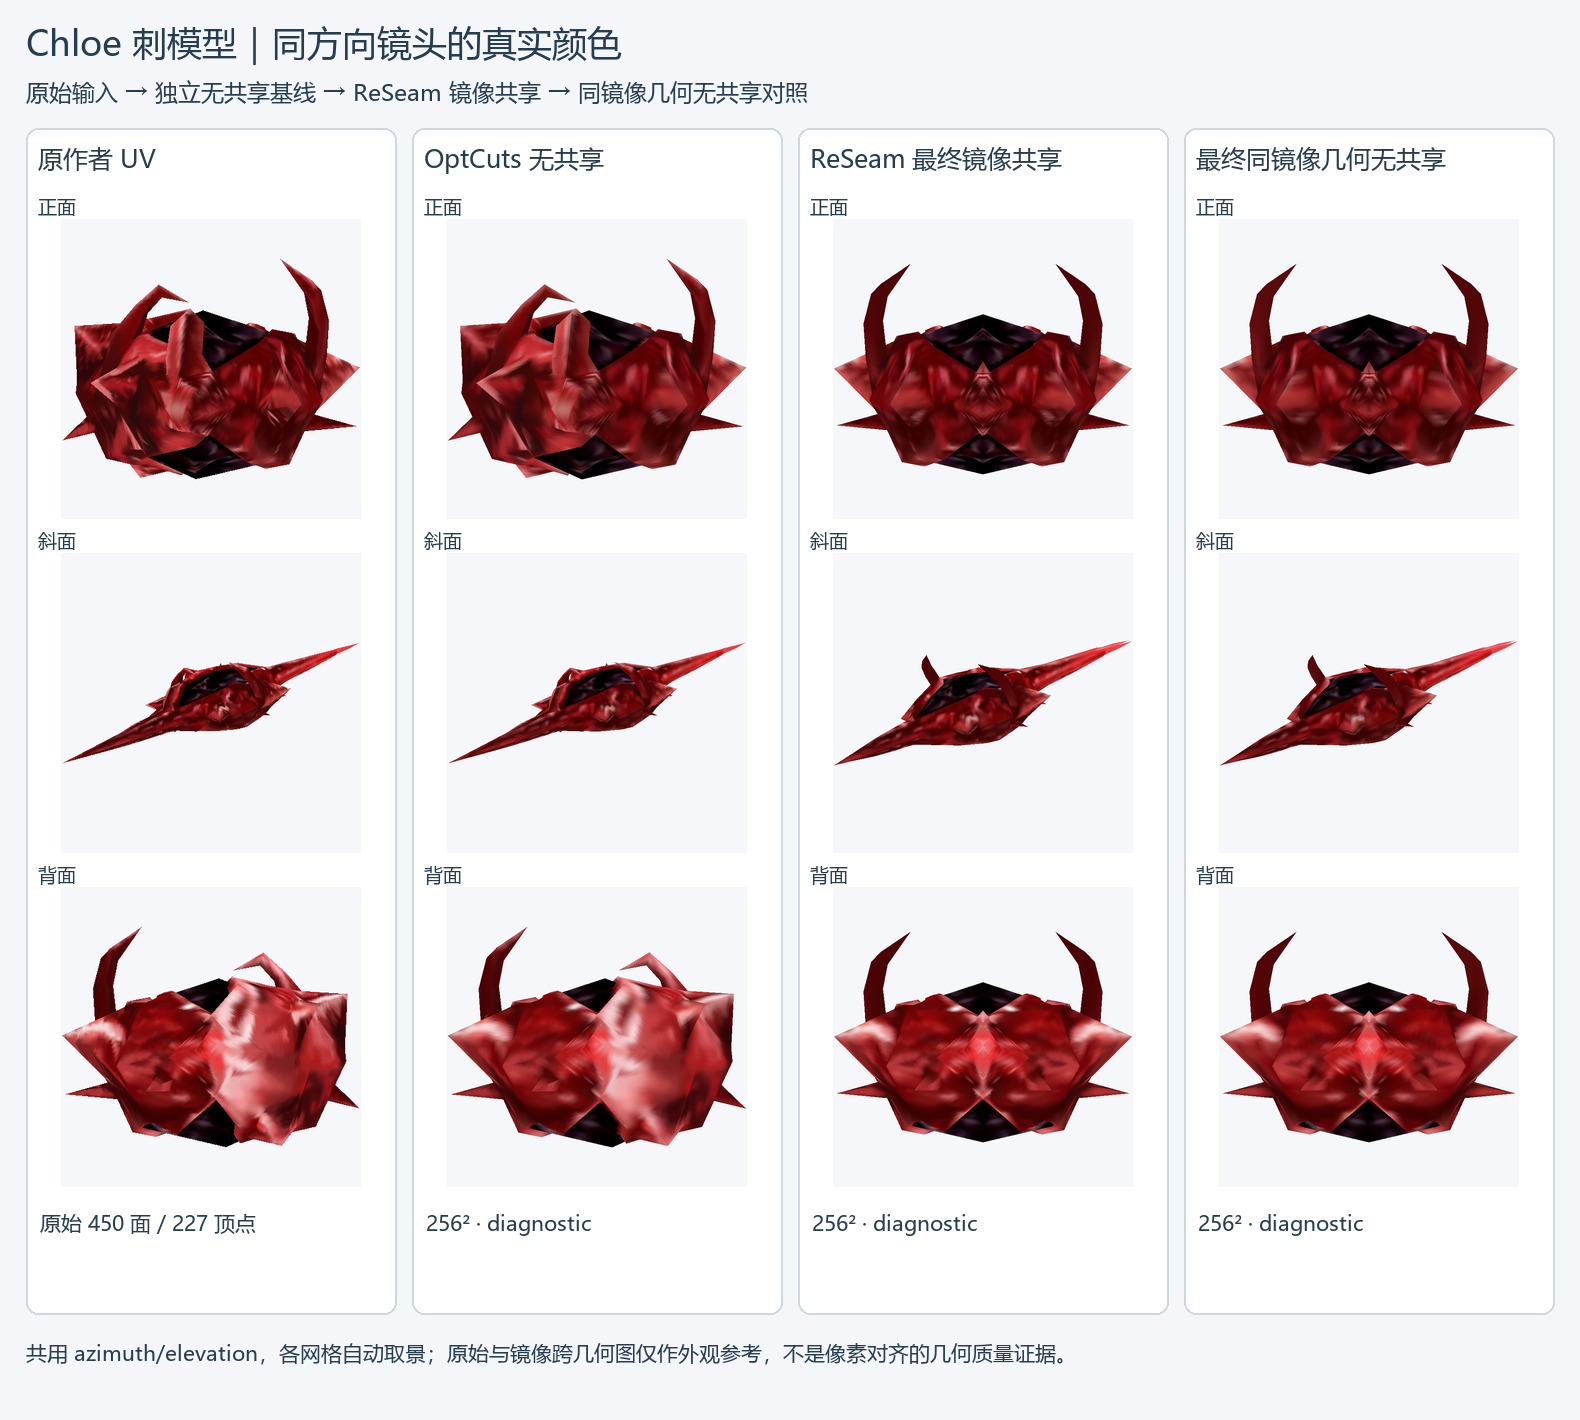 Chloe 刺模型 | 同方向镜头的真实颜色
原始输入 → 独立无共享基线 → ReSeam 镜像共享 → 同镜像几何无共享对照
原作者 UV
正面
斜面
背面
原始 450 面 / 227 顶点
OptCuts 无共享
正面
斜面
背面
256² · diagnostic
ReSeam 最终镜像共享
正面
斜面
背面
256² · diagnostic
最终同镜像几何无共享
正面
斜面
背面
256² · diagnostic
共用 azimuth/elevation，各网格自动取景；原始与镜像跨几何图仅作外观参考，不是像素对齐的几何质量证据。